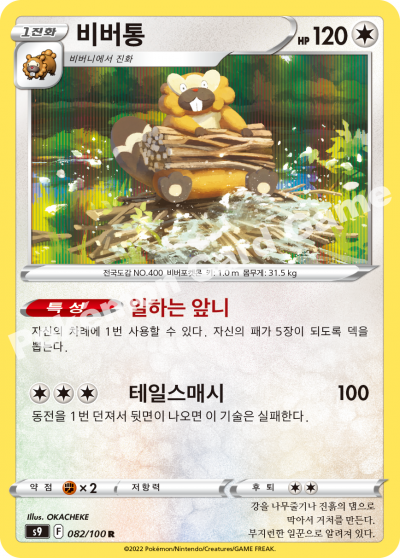 1진화
비버통
HP 120
비버니에서 진화
전국도감 NO.400 비버포켓몬 키: 1.0 m 몸무게: 31.5 kg
특성 일하는 앞니
자신의 차례에 1번 사용할 수 있다. 자신의 패가 5장이 되도록 덱을
뽑는다.
테일스매시 100
동전을 1번 던져서 뒷면이 나오면 이 기술은 실패한다.
약점 ×2 저항력 후퇴
Illus. OKACHEKE
s9 F 082/100 R
강을 나무줄기나 진흙의 댐으로
막아서 거처를 만든다.
부지런한 일꾼으로 알려져 있다.
©2022 Pokémon/Nintendo/Creatures/GAME FREAK.